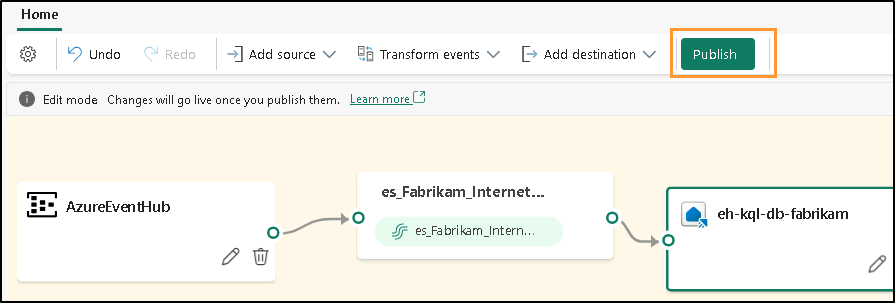 Home
Undo Redo Add source Transform events Add destination Publish
Edit mode Changes will go live once you publish them. Learn more
es_Fabrikam_Internet...
AzureEventHub
eh-kql-db-fabrikam
es_Fabrikam_Intern...